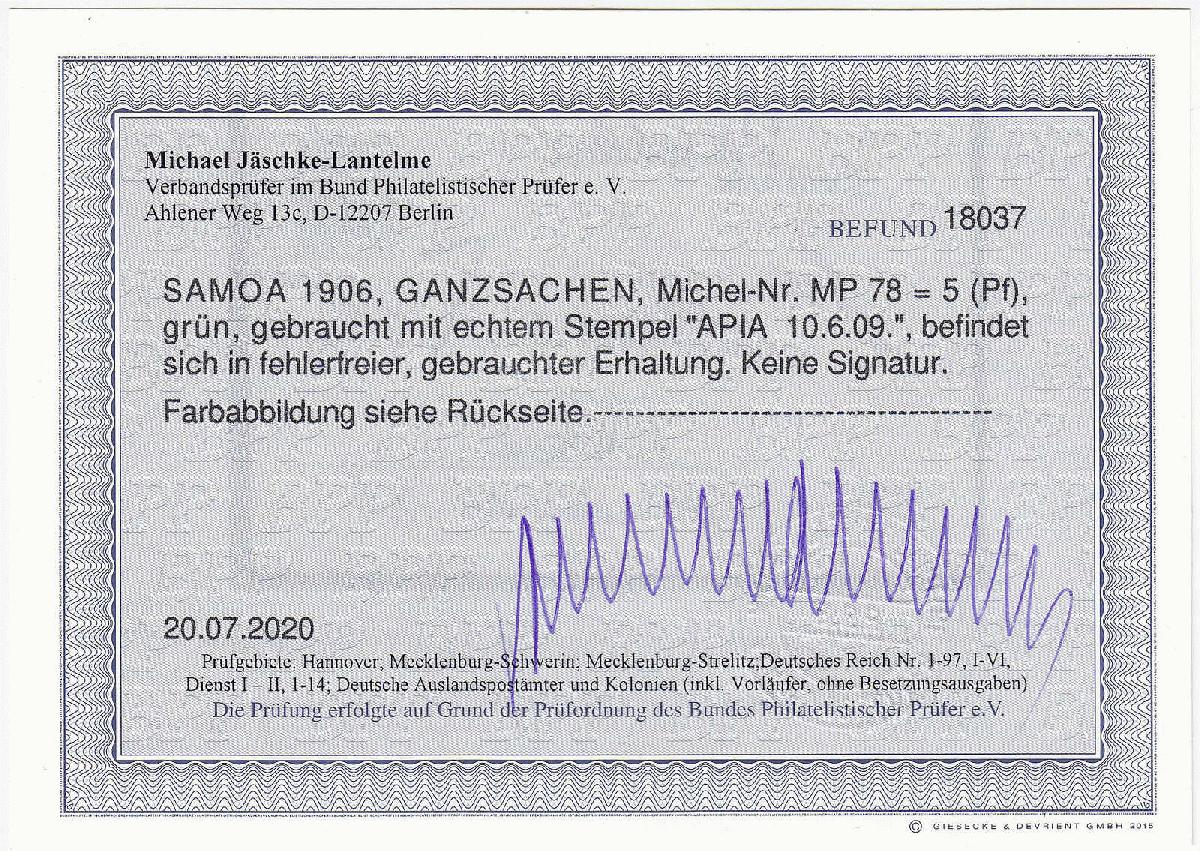 Michael Jäschke-Lantelme
Verbandsprüfer im Bund Philatelistischer Prüfer e. V.
Ahlener Weg 13c, D-12207 Berlin
BEFUND 18037
SAMOA 1906, GANZSACHEN, Michel-Nr. MP 78 = 5 (Pf),
grün, gebraucht mit echtem Stempel "APIA 10.6.09.", befindet
sich in fehlerfreier, gebrauchter Erhaltung. Keine Signatur.
Farbabbildung siehe Rückseite.------------------------------------
20.07.2020
Prüfgebiete: Hannover; Mecklenburg-Schwerin; Mecklenburg-Strelitz;Deutsches Reich Nr. 1-97, I-VI,
Dienst I – II, 1-14; Deutsche Auslandspostämter und Kolonien (inkl. Vorläufer, ohne Besetzungsausgaben)
Die Prüfung erfolgte auf Grund der Prüfordnung des Bundes Philatelistischer Prüfer e.V.
© GIESECKE & DEVRIENT GMBH 2015